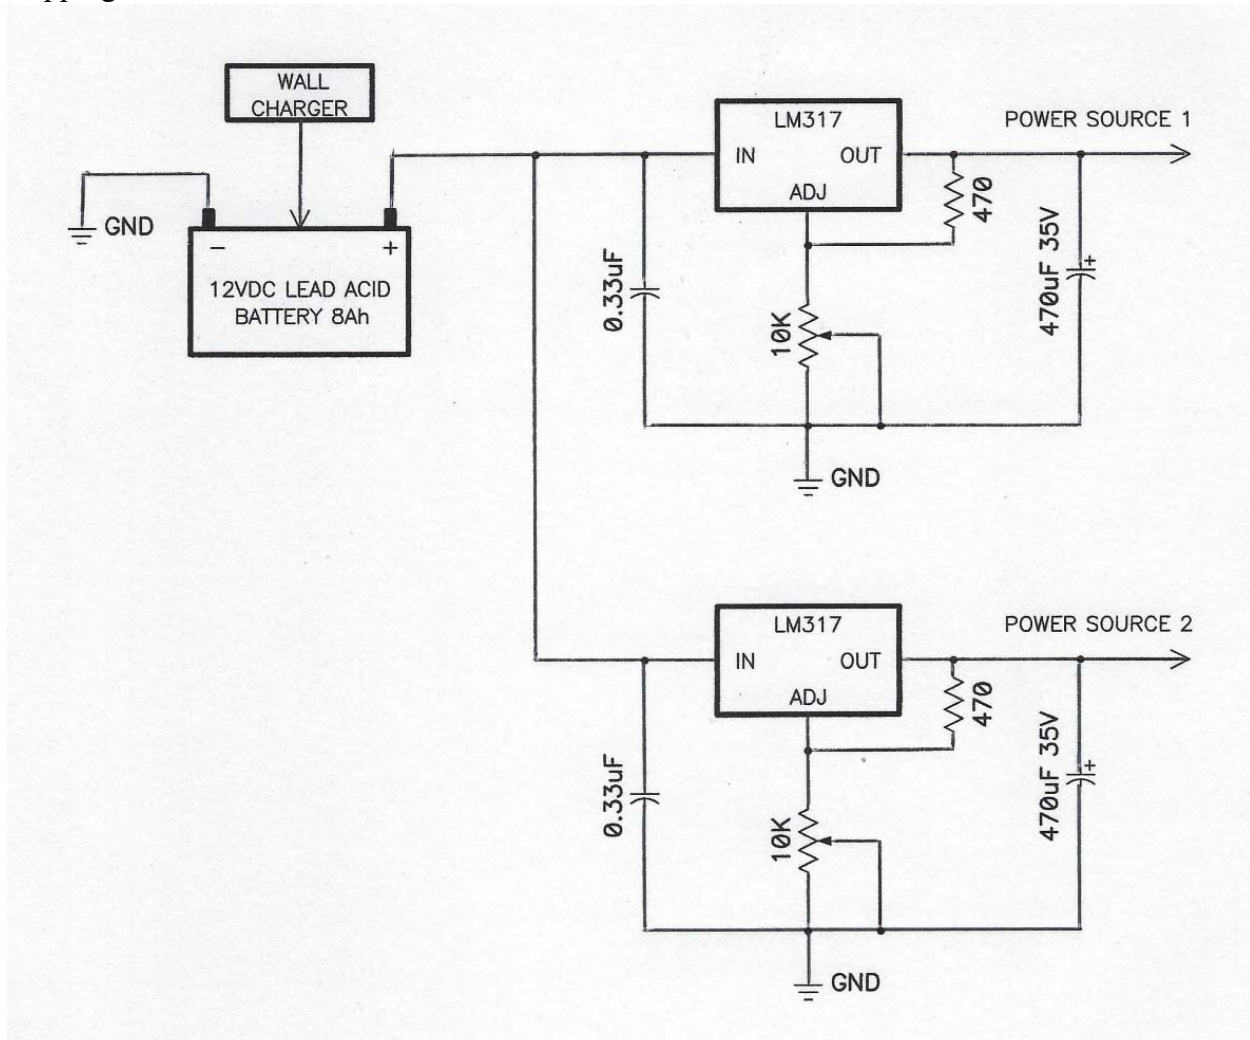 WALL
CHARGER
GND
−
+
12VDC LEAD ACID
BATTERY 8Ah
LM317
IN
OUT
ADJ
POWER SOURCE 1
470
0.33uF
10K
+
470uF 35V
GND
LM317
IN
OUT
ADJ
POWER SOURCE 2
470
0.33uF
10K
+
470uF 35V
GND